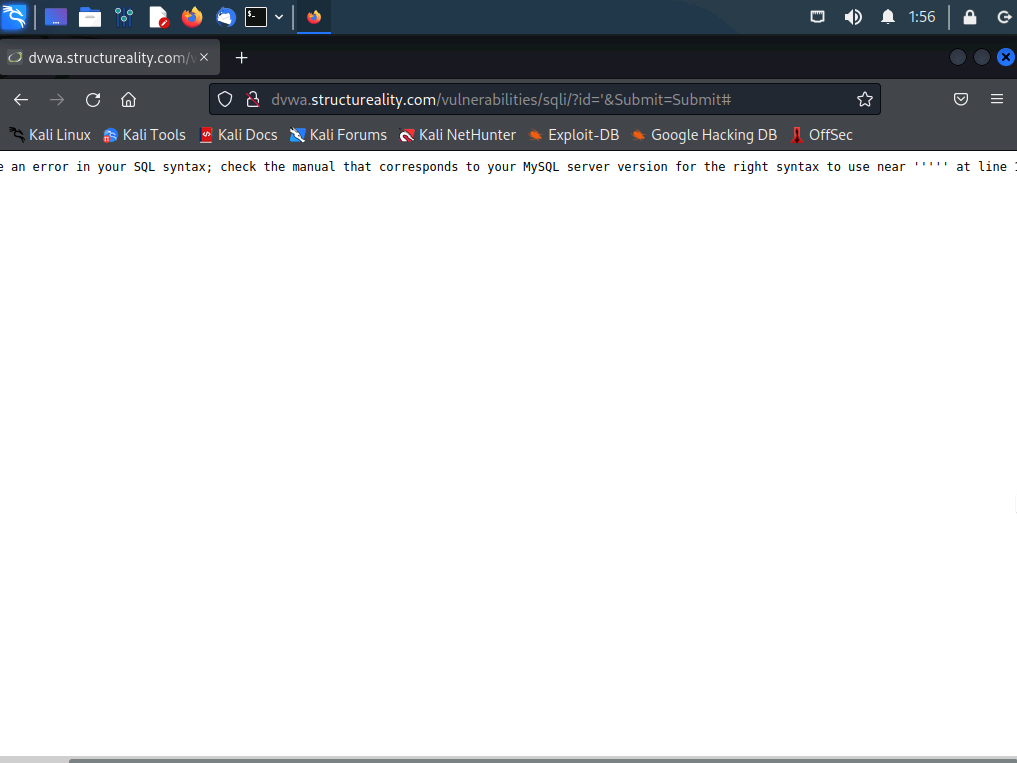 1:56
dvwa.structureality.com/v
dvwa.structureality.com/vulnerabilities/sqli/?id='&Submit=Submit#
Kali Linux Kali Tools Kali Docs Kali Forums Kali NetHunter Exploit-DB Google Hacking DB OffSec
e an error in your SQL syntax; check the manual that corresponds to your MySQL server version for the right syntax to use near ''''' at line 1